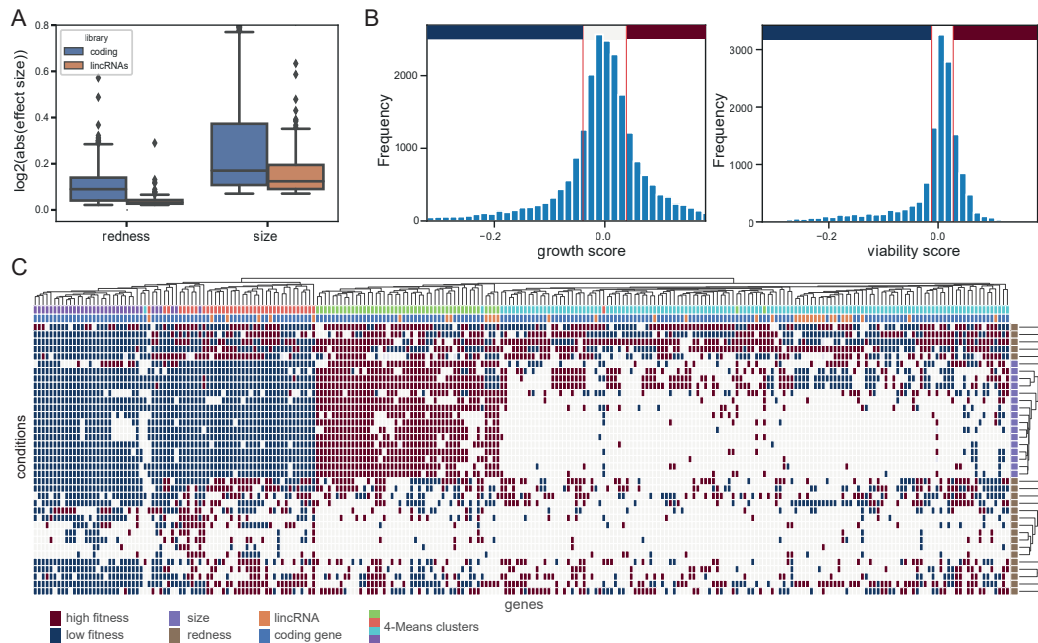 A
log2(abs(effect size))
0.8
0.6
0.4
0.2
0.0
library
coding
lincRNAs
redness
size
B
Frequency
2000
1000
0
−0.2
0.0
growth score
Frequency
3000
2000
1000
0
−0.2
0.0
viability score
C
conditions
genes
high fitness
low fitness
size
redness
lincRNA
coding gene
4-Means clusters